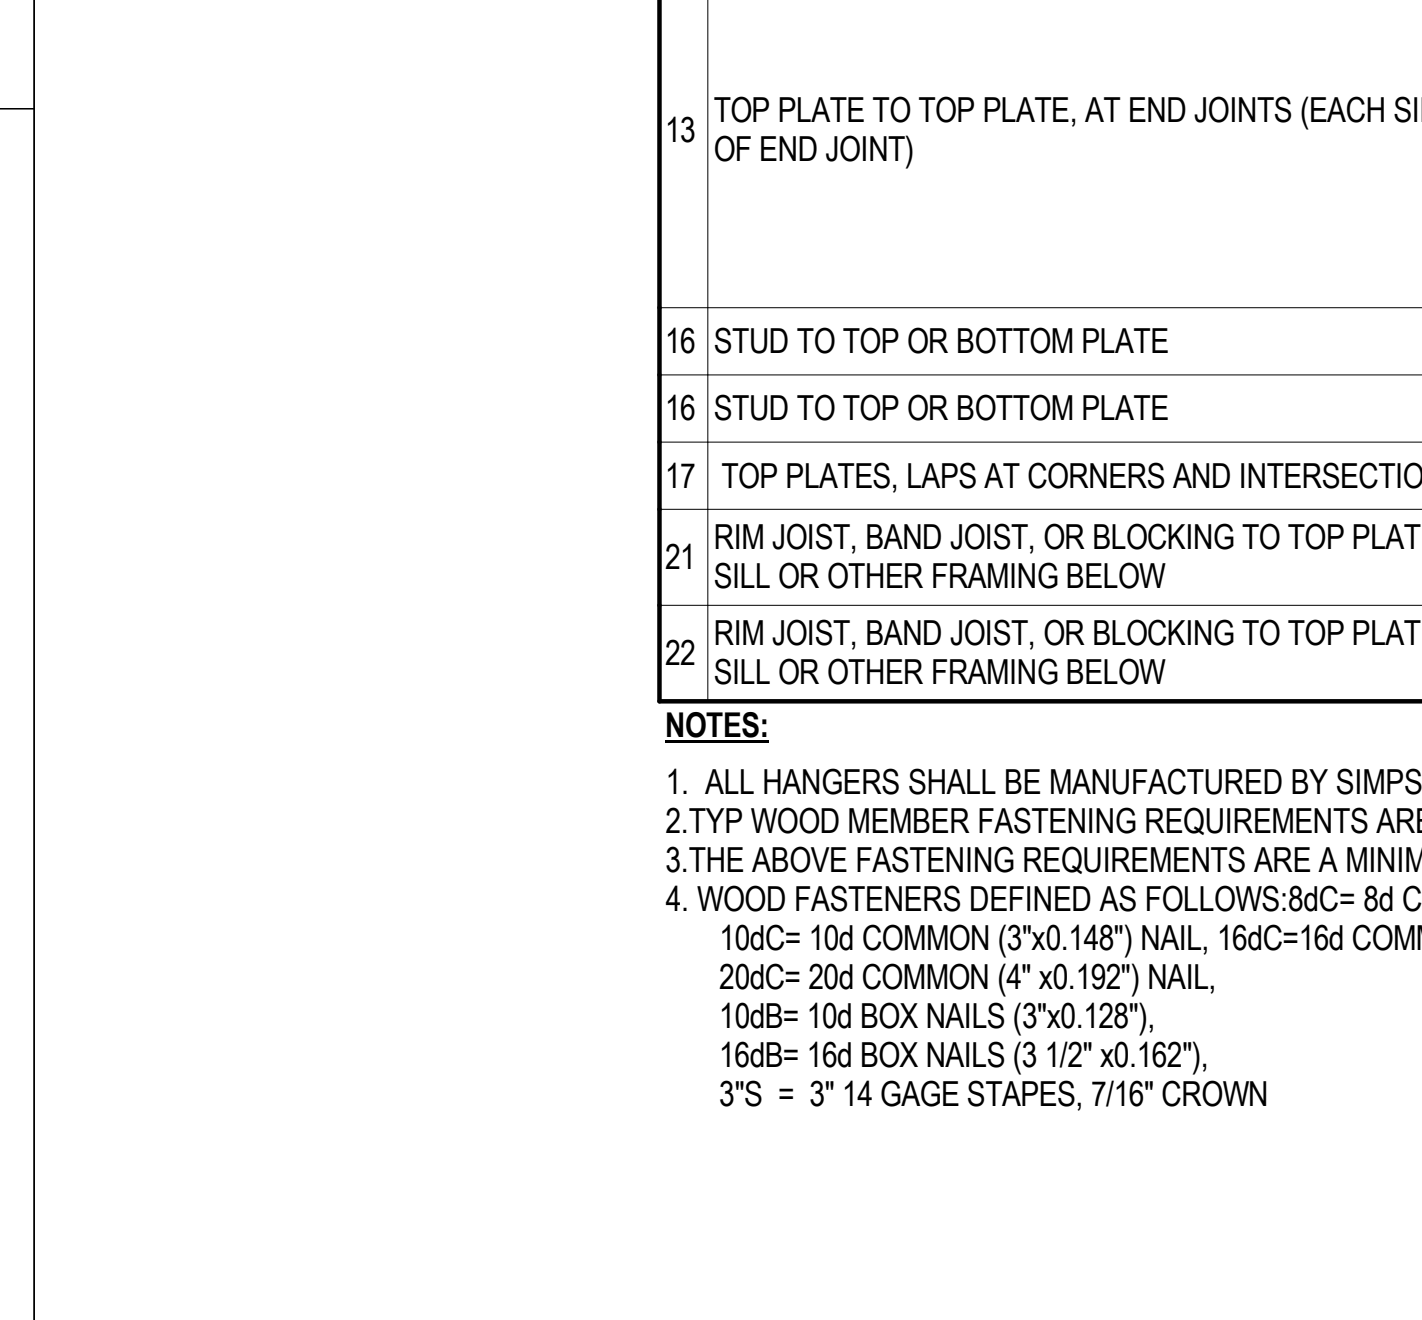 13
TOP PLATE TO TOP PLATE, AT END JOINTS (EACH
OF END JOINT)
16 STUD TO TOP OR BOTTOM PLATE
16 STUD TO TOP OR BOTTOM PLATE
17 TOP PLATES, LAPS AT CORNERS AND
21
RIM JOIST, BAND JOIST, OR BLOCKING TO TOP PLAT
SILL OR OTHER FRAMING BELOW
22
RIM JOIST, BAND JOIST, OR BLOCKING TO TOP PLAT
SILL OR OTHER FRAMING BELOW
NOTES:
1. ALL HANGERS SHALL BE MANUFACTURED BY SIMPS
2.TYP WOOD MEMBER FASTENING REQUIREMENTS ARE
3.THE ABOVE FASTENING REQUIREMENTS ARE A
4. WOOD FASTENERS DEFINED AS FOLLOWS:8dC= 8d C
10dC= 10d COMMON (3"x0.148") NAIL, 16dC=16d
20dC= 20d COMMON (4" x0.192") NAIL,
10dB= 10d BOX NAILS (3"x0.128"),
16dB= 16d BOX NAILS (3 1/2" x0.162"),
3"S = 3" 14 GAGE STAPES, 7/16" CROWN